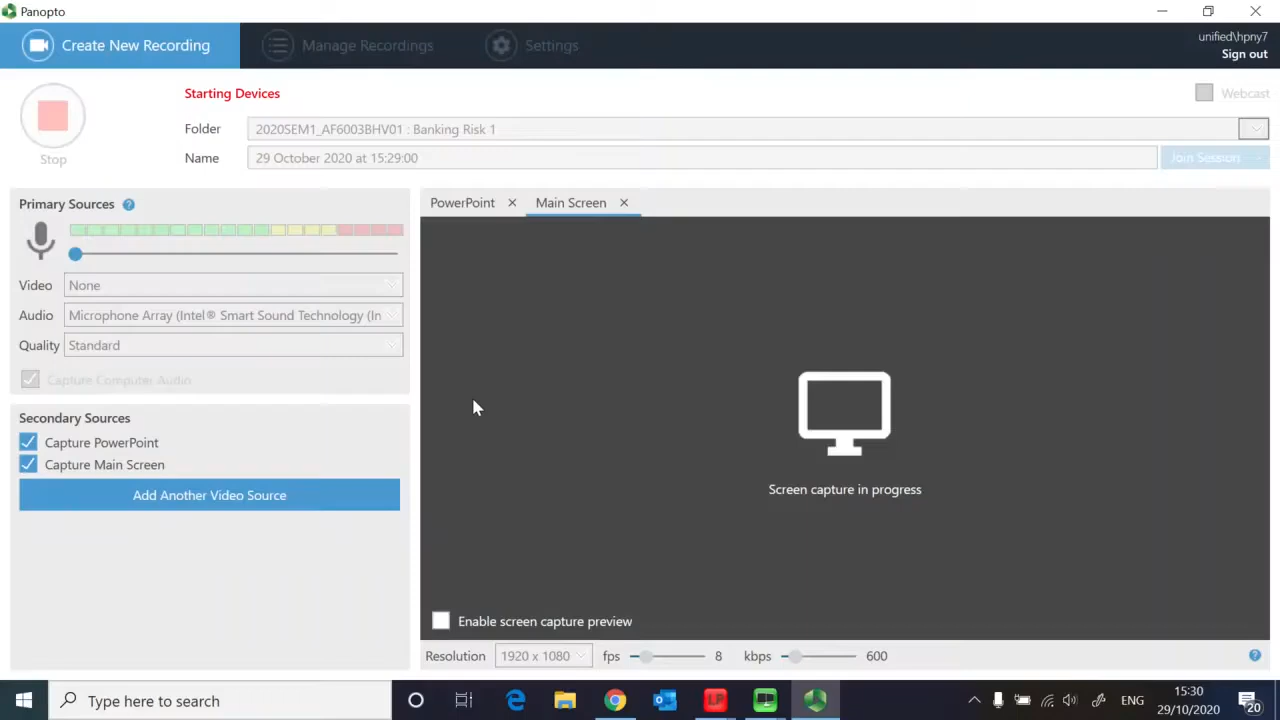 Panopto
Create New Recording
Manage Recordings
Settings
unified\hpny7
Sign out
Starting Devices
Webcast
Folder
2020SEM1_AF6003BHV01 : Banking Risk 1
Stop
Name
29 October 2020 at 15:29:00
Join Session
Primary Sources
PowerPoint
Main Screen
Video
None
Audio
Microphone Array (Intel® Smart Sound Technology (In
Quality
Standard
Capture Computer Audio
Secondary Sources
Capture PowerPoint
Capture Main Screen
Add Another Video Source
Screen capture in progress
Enable screen capture preview
Resolution
1920 x 1080
fps
8
kbps
600
Type here to search
ENG
15:30
29/10/2020
20